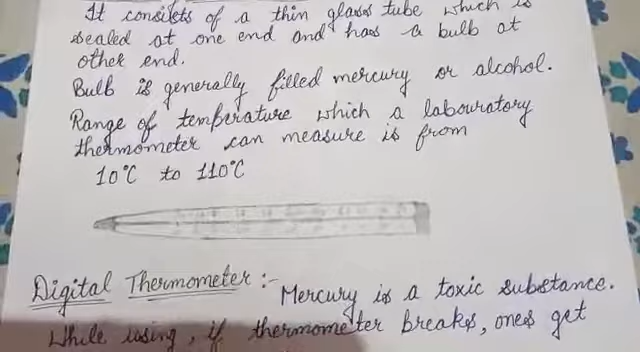 It consists of a thin glass tube which is
sealed at one end and has a bulb at
other end.
Bulb is generally filled mercury or alcohol.
Range of temperature which a labouratory
thermometer can measure is from
10°C to 110°C
Digital Thermometer :- Mercury is a toxic substance.
While using, if thermometer breaks, ones get